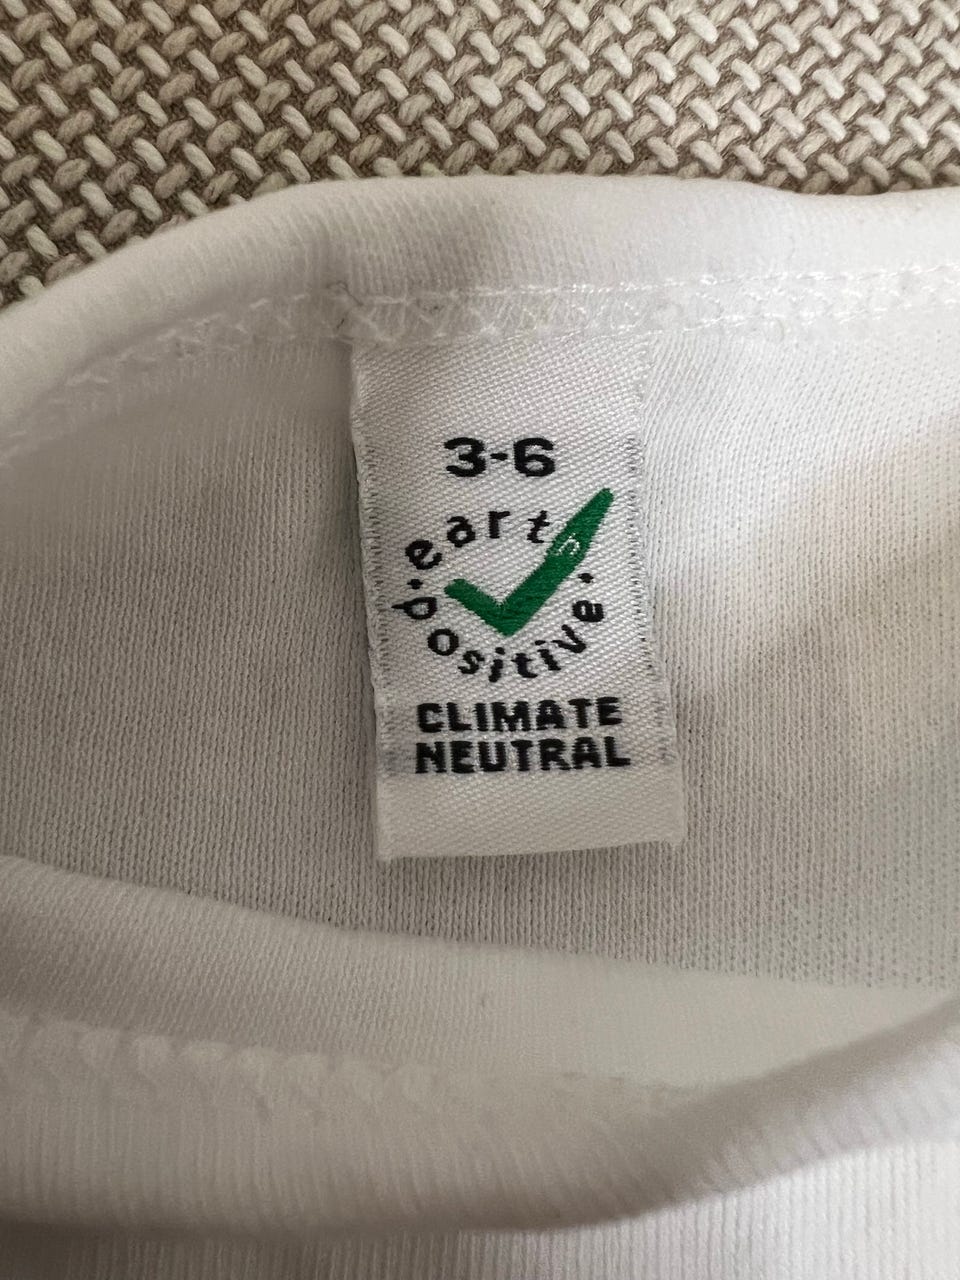 3-6
earth
positive
CLIMATE
NEUTRAL